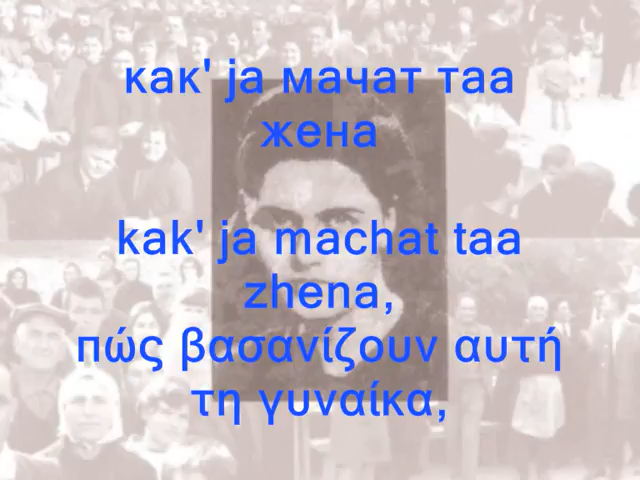 как' ја мачат таа
жена
kak' ja machat taa
zhena,
πώς βασανίζουν αυτή
τη γυναίκα,